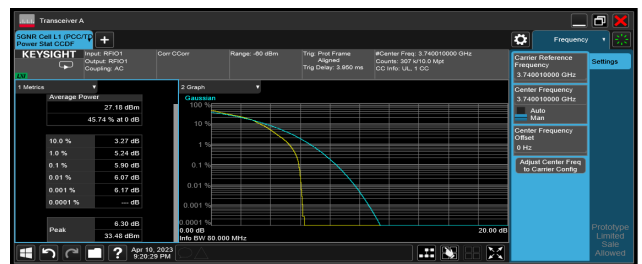 Transceiver A
5GNR Cell L1 (PCC/TD
Power Stat CCDF
KEYSIGHT
LXI
Input: RFIO1
Output: RFIO1
Coupling: AC
Corr CCorr
Range: -60 dBm
Trig: Prot Frame
Aligned
Trig Delay: 3.950 ms
#Center Freq: 3.740010000 GHz
Counts: 307 k/10.0 Mpt
CC Info: UL, 1 CC
1 Metrics
Average Power
27.18 dBm
45.74 % at 0 dB
10.0 % 3.27 dB
1.0 % 5.24 dB
0.1 % 5.90 dB
0.01 % 6.07 dB
0.001 % 6.17 dB
0.0001 % — dB
Peak
6.30 dB
33.48 dBm
2 Graph
Gaussian
100 %
10 %
1 %
0.1 %
0.01 %
0.001 %
0.0001 %
0.00 dB
20.00 dB
Info BW 80.000 MHz
Frequency
Settings
Carrier Reference
Frequency
3.740010000 GHz
Center Frequency
3.740010000 GHz
Auto
Man
Center Frequency
Offset
0 Hz
Adjust Center Freq
to Carrier Config
Prototype
Limited
Sale
Allowed
?
Apr 10, 2023
9:20:29 PM